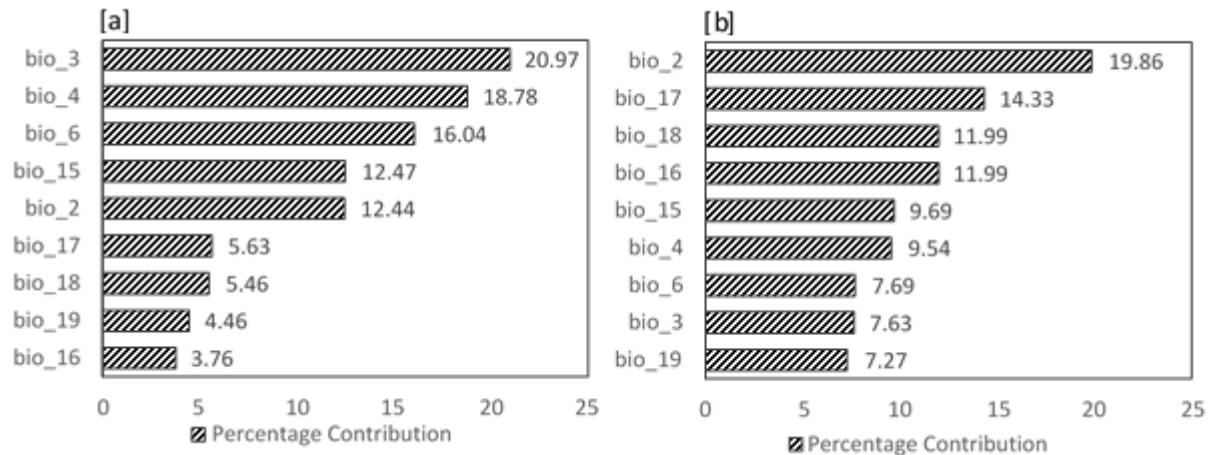 [a]
bio_3 20.97
bio_4 18.78
bio_6 16.04
bio_15 12.47
bio_2 12.44
bio_17 5.63
bio_18 5.46
bio_19 4.46
bio_16 3.76
0 5 10 15 20 25
Percentage Contribution
[b]
bio_2 19.86
bio_17 14.33
bio_18 11.99
bio_16 11.99
bio_15 9.69
bio_4 9.54
bio_6 7.69
bio_3 7.63
bio_19 7.27
0 5 10 15 20 25
Percentage Contribution